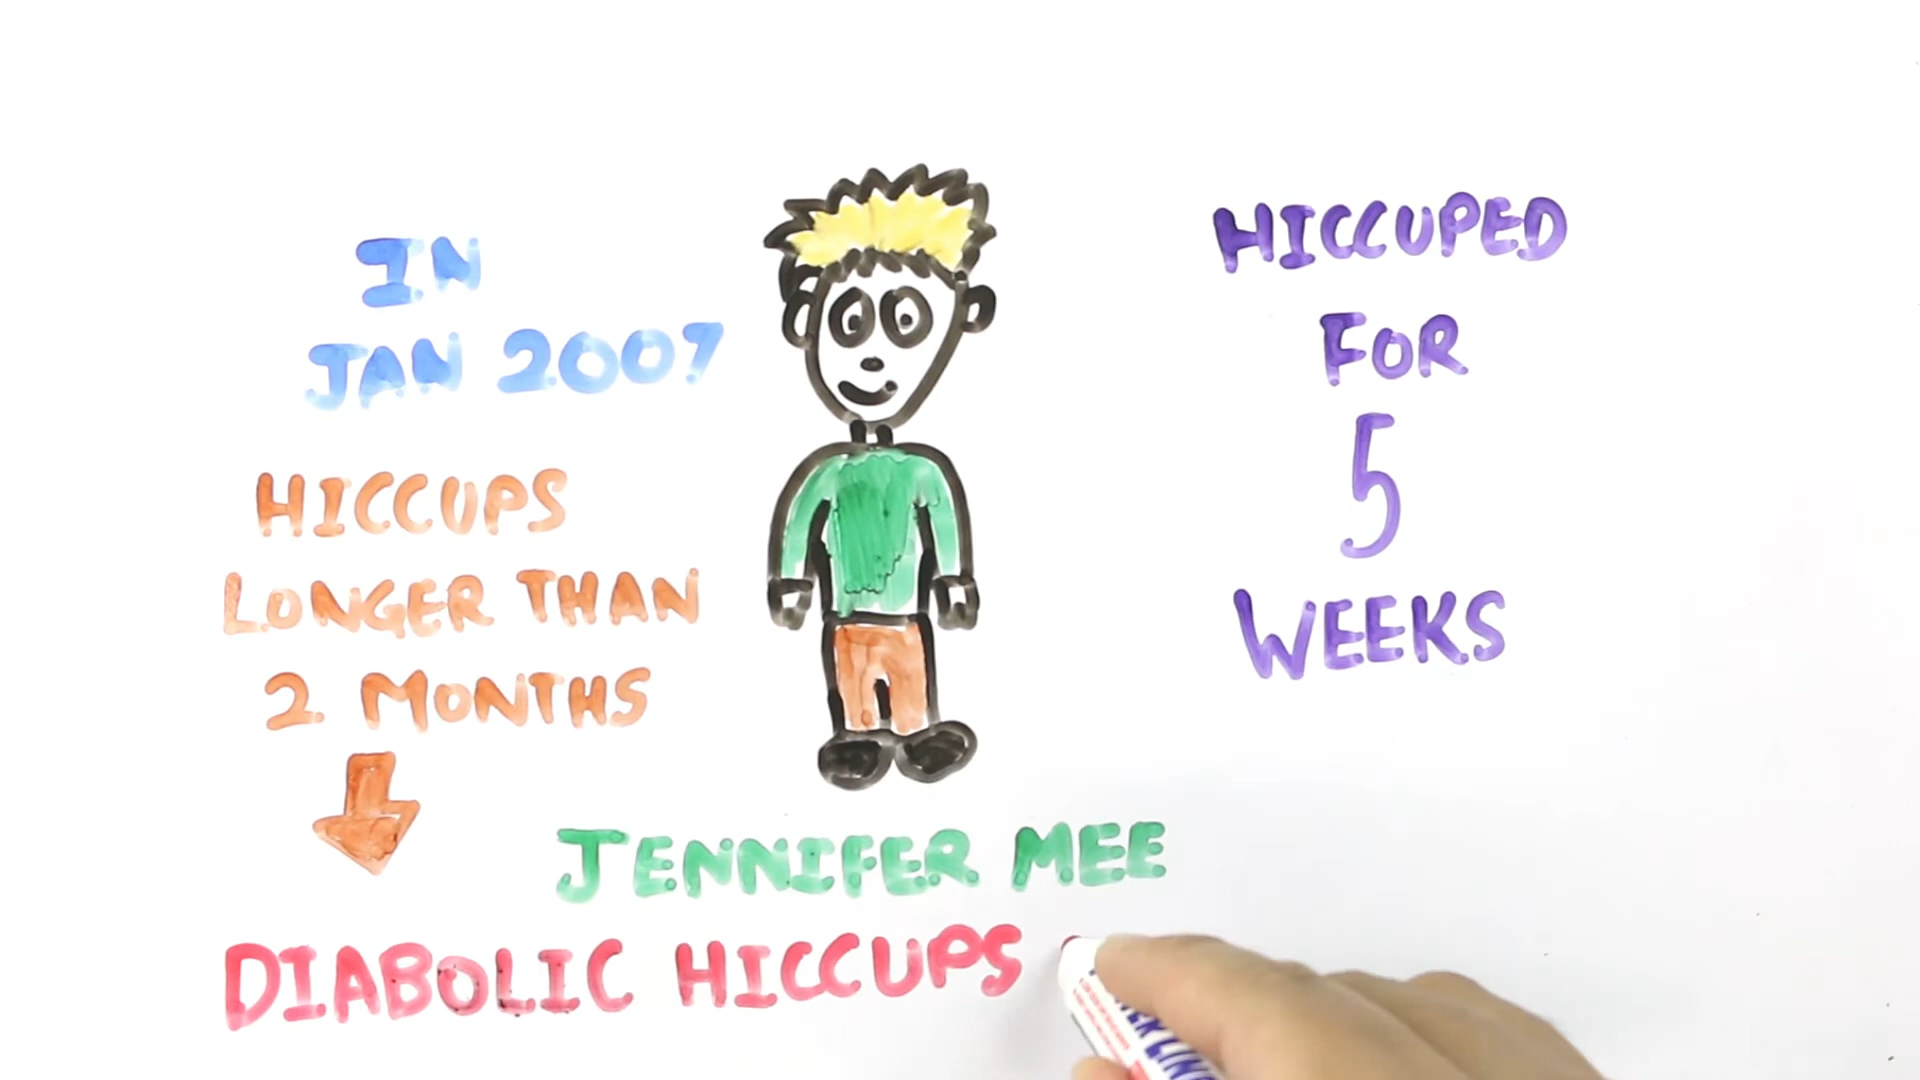 IN
JAN 2007
HICCUPS
LONGER THAN
2 MONTHS
HICCUPED
FOR
5
WEEKS
JENNIFER MEE
DIABOLIC HICCUPS